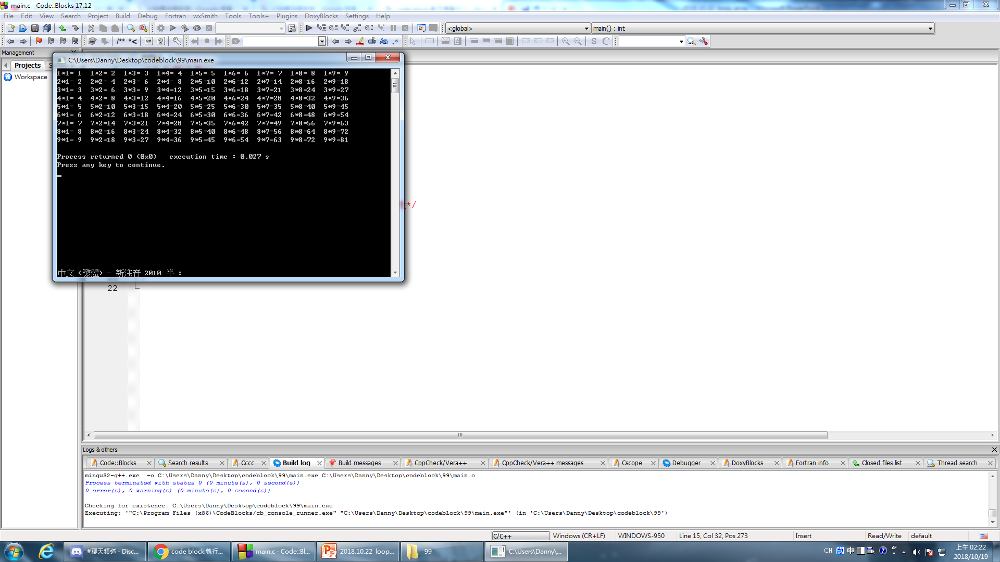 main.c - Code::Blocks 17.12
File Edit View Search Project Build Debug Fortran wxSmith Tools Tools+ Plugins DoxyBlocks Settings Help
<global> main() : int
/** *<
Aa .*
S C
Management
Projects S
Workspace
C:\Users\Danny\Desktop\codeblock\99\main.exe
1*1= 1  1*2= 2  1*3= 3  1*4= 4  1*5= 5  1*6= 6  1*7= 7  1*8= 8  1*9= 9
2*1= 2  2*2= 4  2*3= 6  2*4= 8  2*5=10  2*6=12  2*7=14  2*8=16  2*9=18
3*1= 3  3*2= 6  3*3= 9  3*4=12  3*5=15  3*6=18  3*7=21  3*8=24  3*9=27
4*1= 4  4*2= 8  4*3=12  4*4=16  4*5=20  4*6=24  4*7=28  4*8=32  4*9=36
5*1= 5  5*2=10  5*3=15  5*4=20  5*5=25  5*6=30  5*7=35  5*8=40  5*9=45
6*1= 6  6*2=12  6*3=18  6*4=24  6*5=30  6*6=36  6*7=42  6*8=48  6*9=54
7*1= 7  7*2=14  7*3=21  7*4=28  7*5=35  7*6=42  7*7=49  7*8=56  7*9=63
8*1= 8  8*2=16  8*3=24  8*4=32  8*5=40  8*6=48  8*7=56  8*8=64  8*9=72
9*1= 9  9*2=18  9*3=27  9*4=36  9*5=45  9*6=54  9*7=63  9*8=72  9*9=81
Process returned 0 (0x0)   execution time : 0.027 s
Press any key to continue.
*/
中文 (繁體) - 新注音 2010 半 :
22
Logs & others
Code::Blocks Search results Cccc Build log Build messages CppCheck/Vera++ CppCheck/Vera++ messages Cscope Debugger DoxyBlocks Fortran info Closed files list Thread search
mingw32-g++.exe  -o C:\Users\Danny\Desktop\codeblock\99\main.exe C:\Users\Danny\Desktop\codeblock\99\main.o
Process terminated with status 0 (0 minute(s), 0 second(s))
0 error(s), 0 warning(s) (0 minute(s), 0 second(s))
Checking for existence: C:\Users\Danny\Desktop\codeblock\99\main.exe
Executing: '"C:\Program Files (x86)\CodeBlocks/cb_console_runner.exe" "C:\Users\Danny\Desktop\codeblock\99\main.exe"' (in 'C:\Users\Danny\Desktop\codeblock\99')
C/C++ Windows (CR+LF) WINDOWS-950 Line 15, Col 32, Pos 273 Insert Read/Write default
#聊天頻道 - Disc... code block 執行... main.c - Code::Bl... 2018.10.22 loop... 99 C:\Users\Danny\... CH 中 上午 02:22
2018/10/19